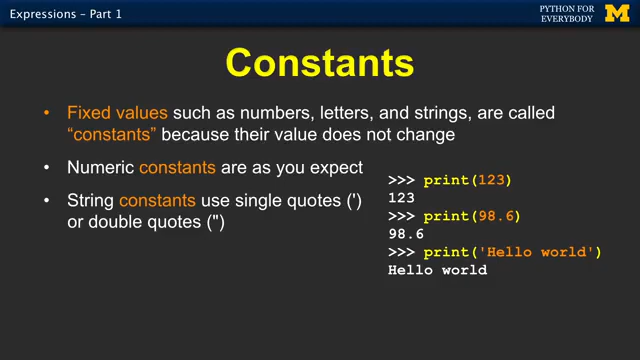 Expressions – Part 1
PYTHON FOR
EVERYBODY
M
Constants
• Fixed values such as numbers, letters, and strings, are called
“constants” because their value does not change
• Numeric constants are as you expect
• String constants use single quotes (')
or double quotes (")
>>> print(123)
123
>>> print(98.6)
98.6
>>> print('Hello world')
Hello world